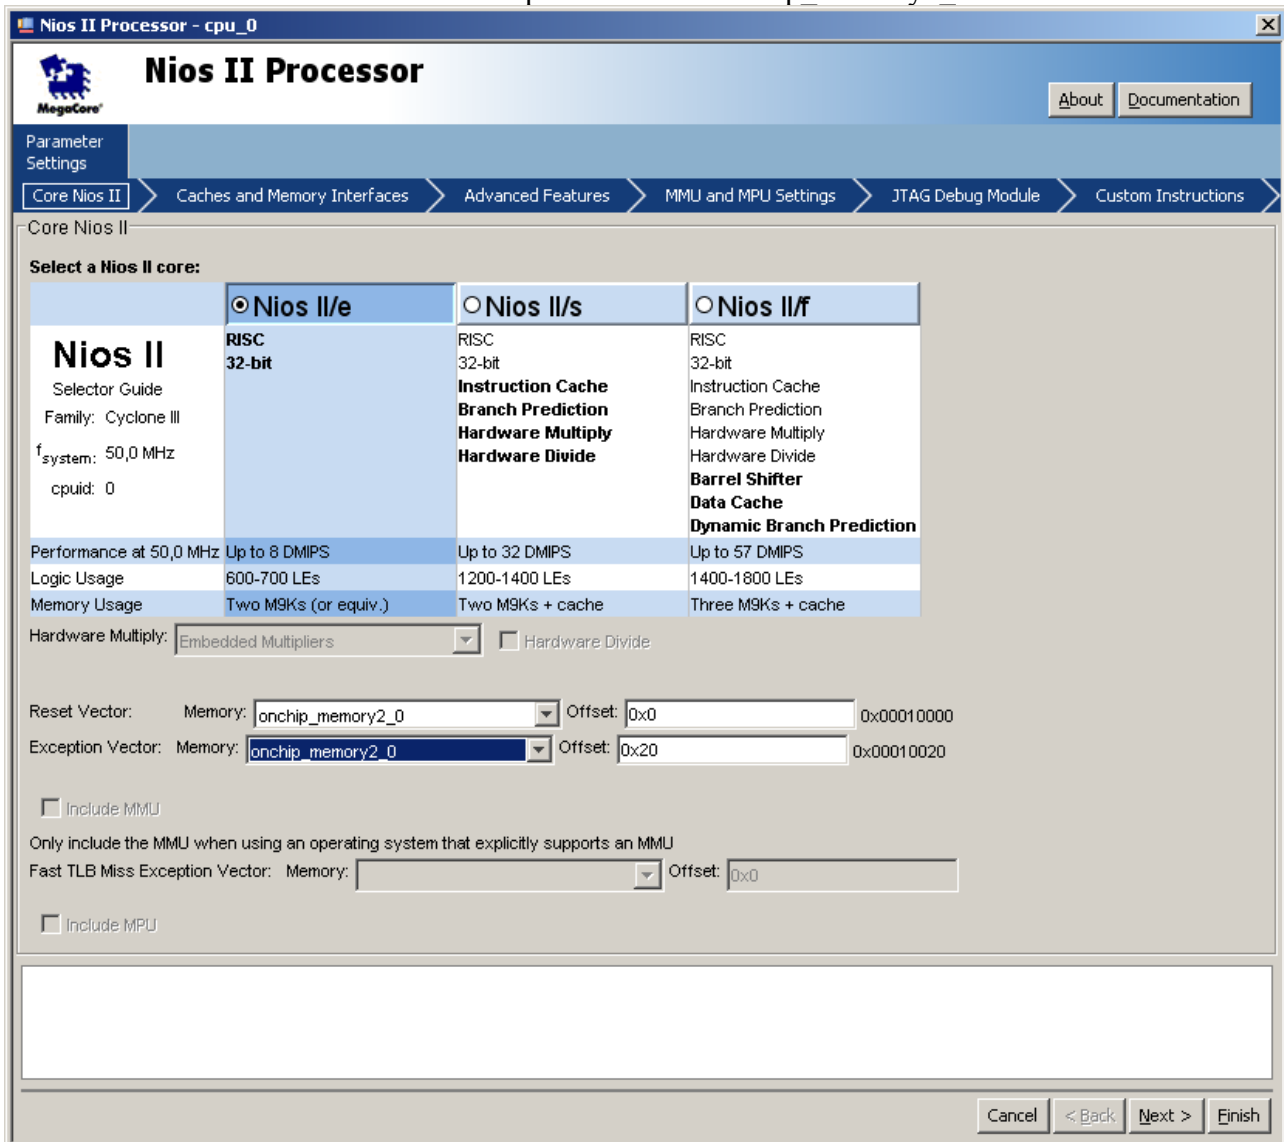 Nios II Processor - cpu_0
Nios II Processor
MegaCore®
About
Documentation
Parameter
Settings
Core Nios II
Caches and Memory Interfaces
Advanced Features
MMU and MPU Settings
JTAG Debug Module
Custom Instructions
Core Nios II
Select a Nios II core:
Nios II/e
Nios II/s
Nios II/f
Nios II
Selector Guide
Family: Cyclone III
fsystem: 50,0 MHz
cpuid: 0
RISC
32-bit
RISC
32-bit
Instruction Cache
Branch Prediction
Hardware Multiply
Hardware Divide
RISC
32-bit
Instruction Cache
Branch Prediction
Hardware Multiply
Hardware Divide
Barrel Shifter
Data Cache
Dynamic Branch Prediction
Performance at 50,0 MHz Up to 8 DMIPS Up to 32 DMIPS Up to 57 DMIPS
Logic Usage 600-700 LEs 1200-1400 LEs 1400-1800 LEs
Memory Usage Two M9Ks (or equiv.) Two M9Ks + cache Three M9Ks + cache
Hardware Multiply: Embedded Multipliers Hardware Divide
Reset Vector: Memory: onchip_memory2_0 Offset: 0x0 0x00010000
Exception Vector: Memory: onchip_memory2_0 Offset: 0x20 0x00010020
Include MMU
Only include the MMU when using an operating system that explicitly supports an MMU
Fast TLB Miss Exception Vector: Memory: Offset: 0x0
Include MPU
Cancel < Back Next > Finish